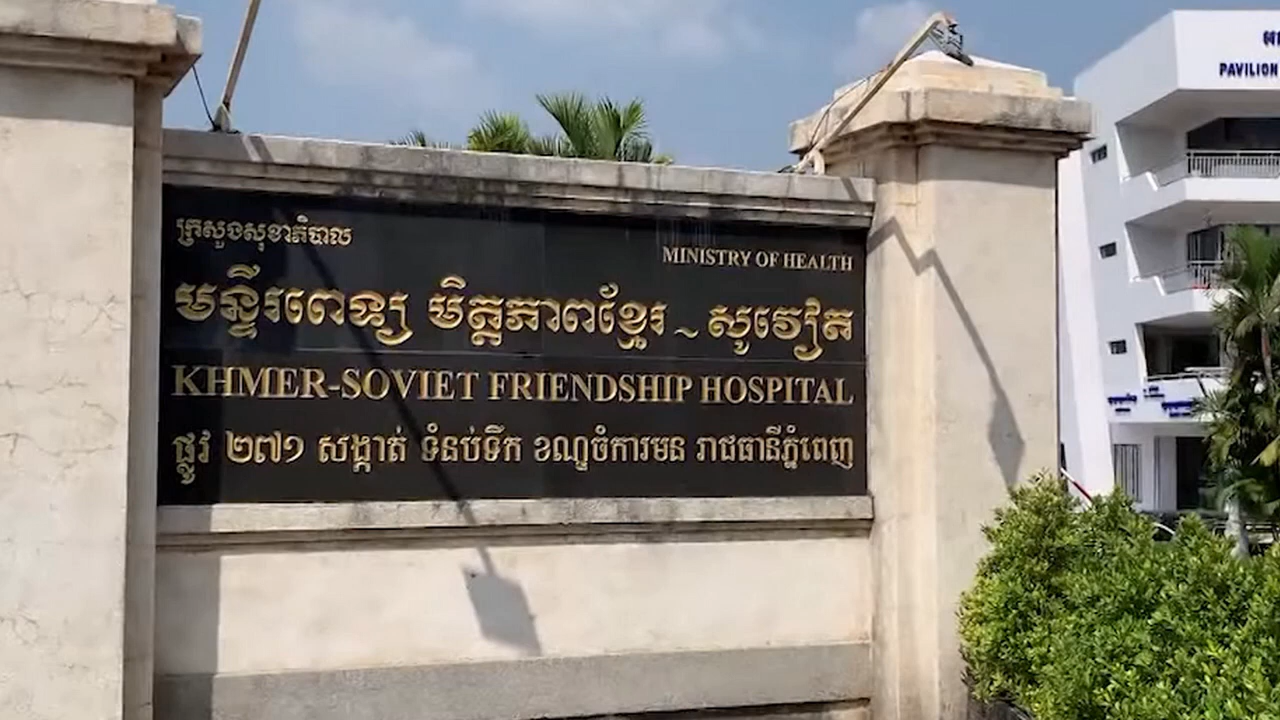 ក្រសួងសុខាភិបាល
MINISTRY OF HEALTH
មន្ទីរពេទ្យ មិត្តភាពខ្មែរ ~ សូវៀត
KHMER-SOVIET FRIENDSHIP HOSPITAL
ផ្លូវ ២៧១ សង្កាត់ ទំនប់ទឹក ខណ្ឌចំការមន រាជធានីភ្នំពេញ
PAVILION